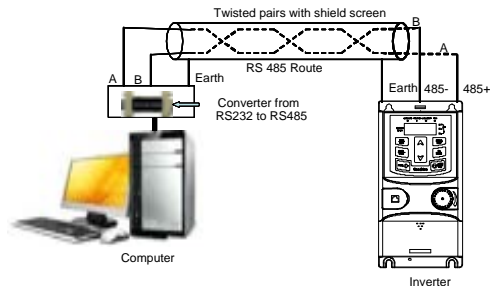 Twisted pairs with shield screen
B
A
A B Earth
RS 485 Route
Earth 485- 485+
Converter from
RS232 to RS485
Computer
Inverter